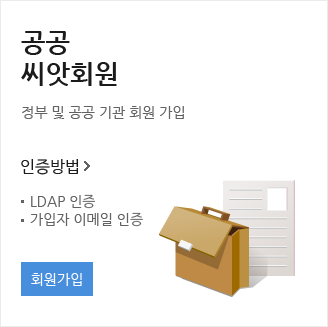 공공
씨앗회원
정부 및 공공 기관 회원 가입
인증방법 >
• LDAP 인증
• 가입자 이메일 인증
회원가입